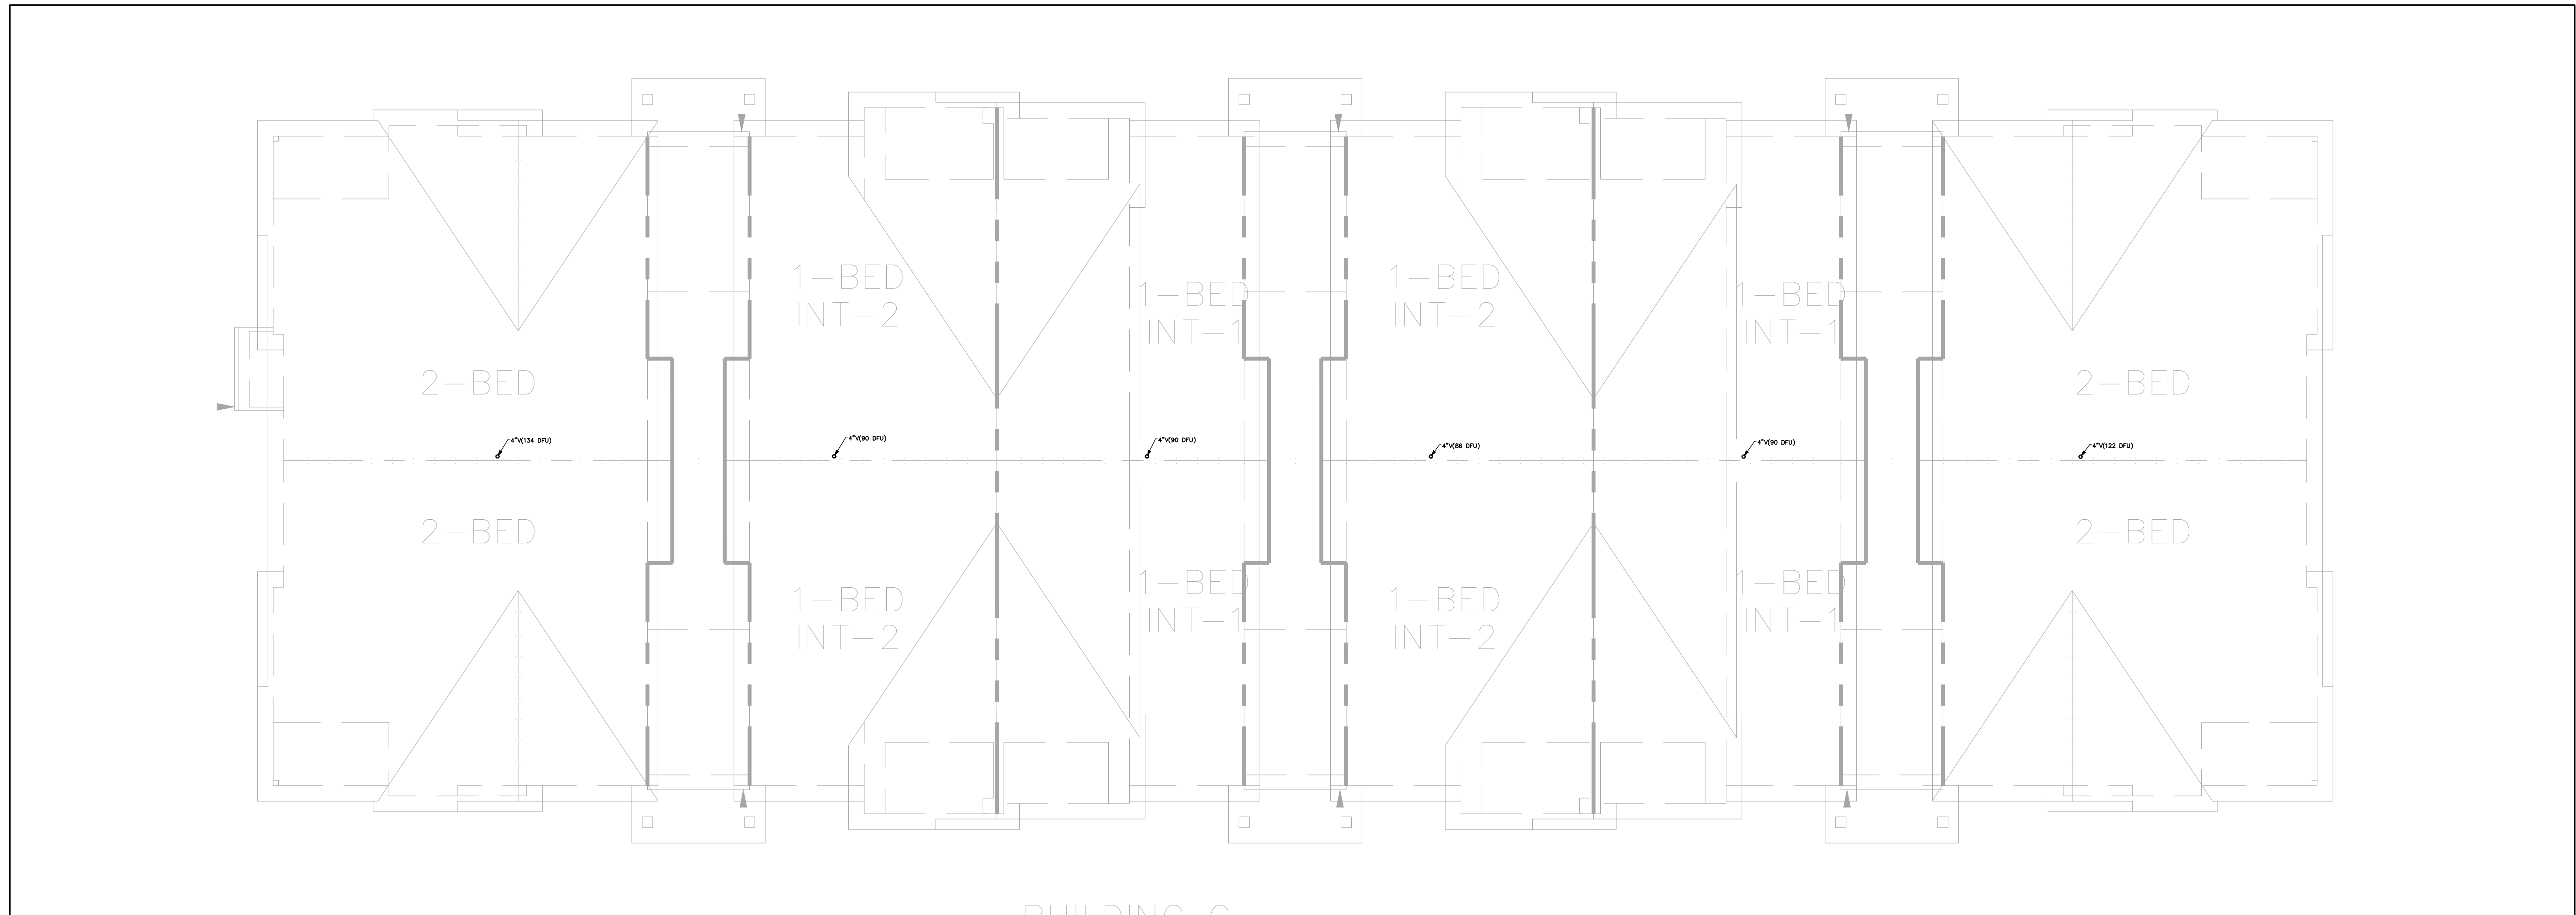 1-BED
INT-2
1-BED
INT-1
1-BED
INT-2
1-BED
INT-1
2-BED
2-BED
4"V(134 DFU)
4"V(90 DFU)
4"V(90 DFU)
4"V(86 DFU)
4"V(90 DFU)
4"V(122 DFU)
2-BED
2-BED
1-BED
INT-2
1-BED
INT-1
1-BED
INT-2
1-BED
INT-1
BUILDING